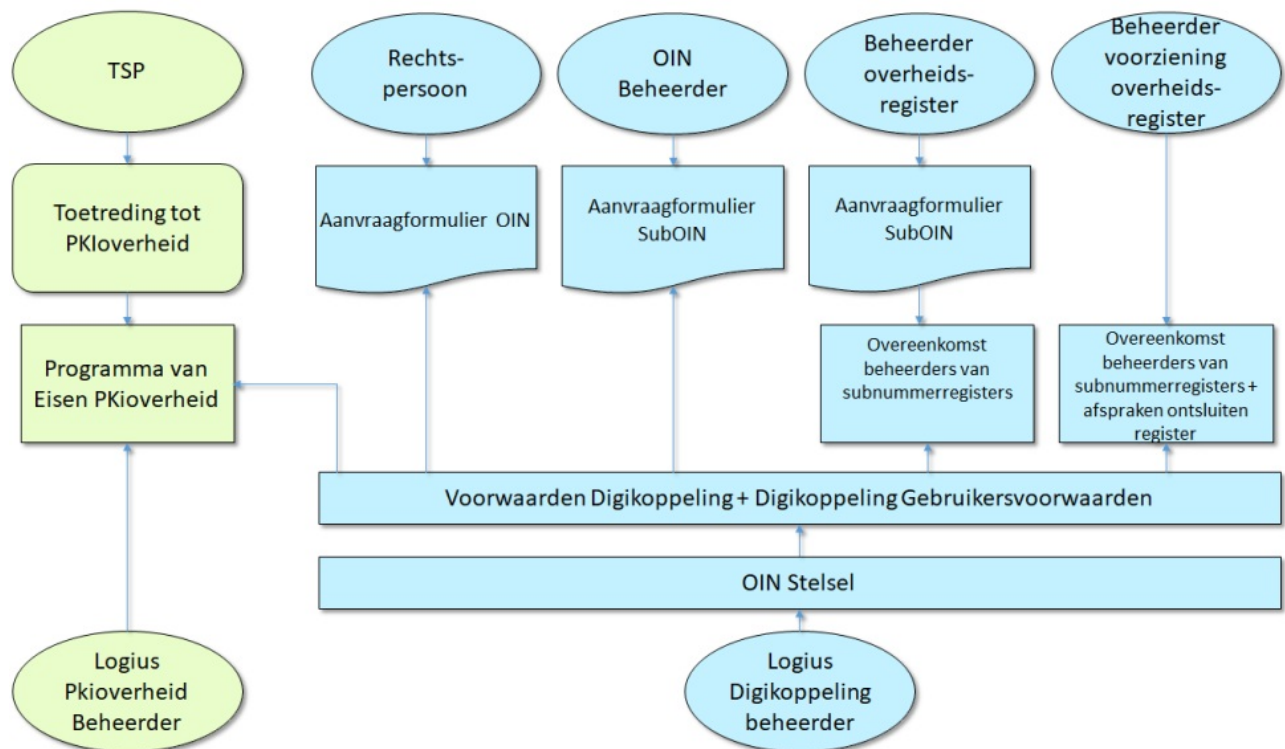 TSP
Rechts-
persoon
OIN
Beheerder
Beheerder
overheids-
register
Beheerder
voorziening
overheids-
register
Toetreding tot
PKIoverheid
Aanvraagformulier OIN
Aanvraagformulier
SubOIN
Aanvraagformulier
SubOIN
Programma van
Eisen PKioverheid
Overeenkomst
beheerders van
subnummerregisters
Overeenkomst
beheerders van
subnummerregisters +
afspraken ontsluiten
register
Voorwaarden Digikoppeling + Digikoppeling Gebruikersvoorwaarden
OIN Stelsel
Logius
Pkioverheid
Beheerder
Logius
Digikoppeling
beheerder